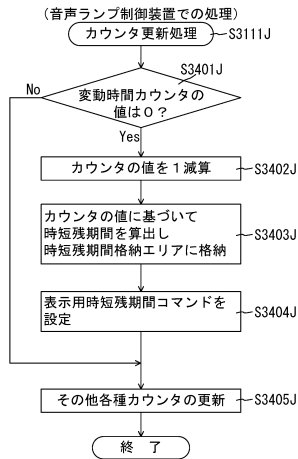 (音声ランプ制御装置での処理)
カウンタ更新処理
S3111J
S3401J
変動時間カウンタの
値は0?
No
Yes
カウンタの値を1減算
S3402J
カウンタの値に基づいて
時短残期間を算出し
時短残期間格納エリアに格納
S3403J
表示用時短残期間コマンドを
設定
S3404J
その他各種カウンタの更新
S3405J
終 了